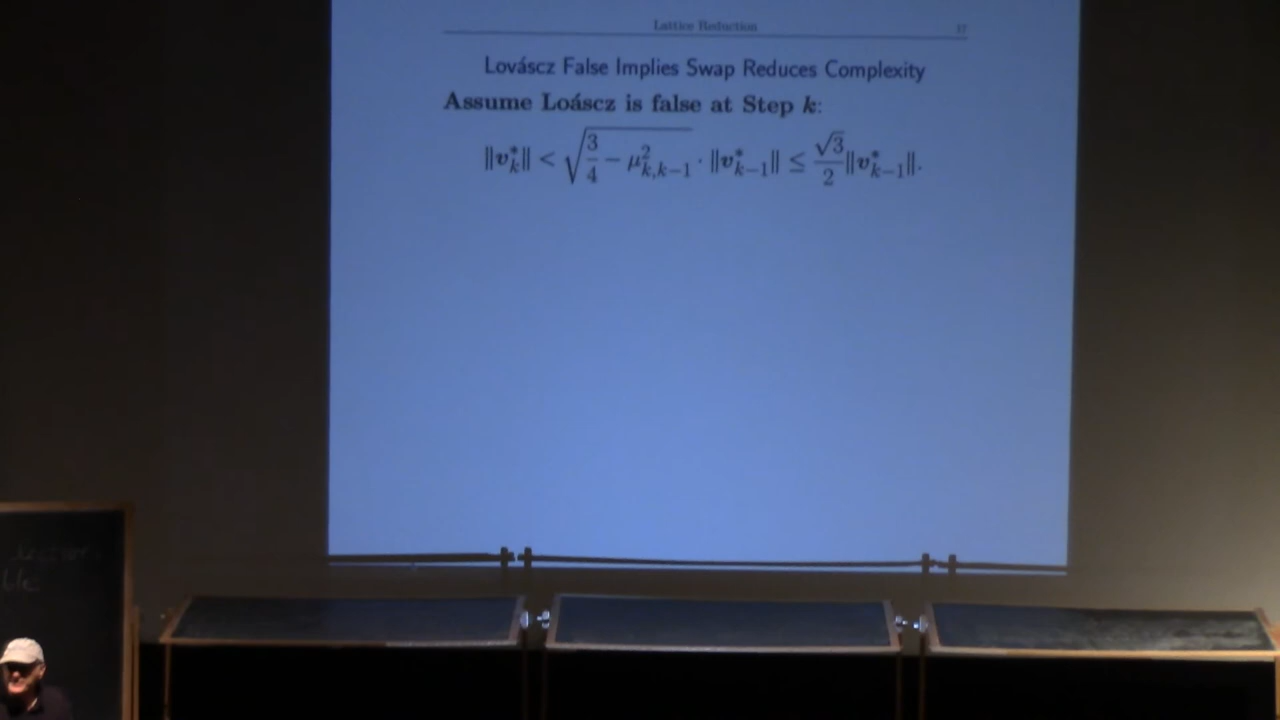 Lattice Reduction
Lováscz False Implies Swap Reduces Complexity
Assume Loáscz is false at Step k:
‖v*ₖ‖ < √(3/4 − μ²ₖ,ₖ₋₁) · ‖v*ₖ₋₁‖ ≤ √3/2 ‖v*ₖ₋₁‖.